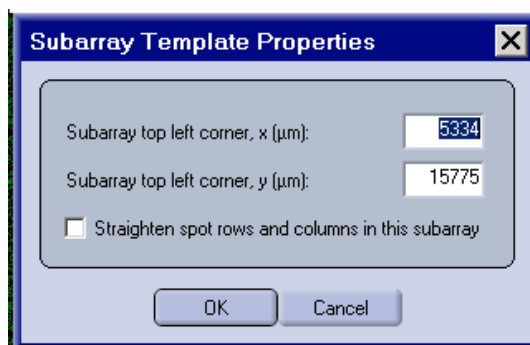 Subarray Template Properties
Subarray top left corner, x (µm): 5334
Subarray top left corner, y (µm): 15775
Straighten spot rows and columns in this subarray
OK Cancel